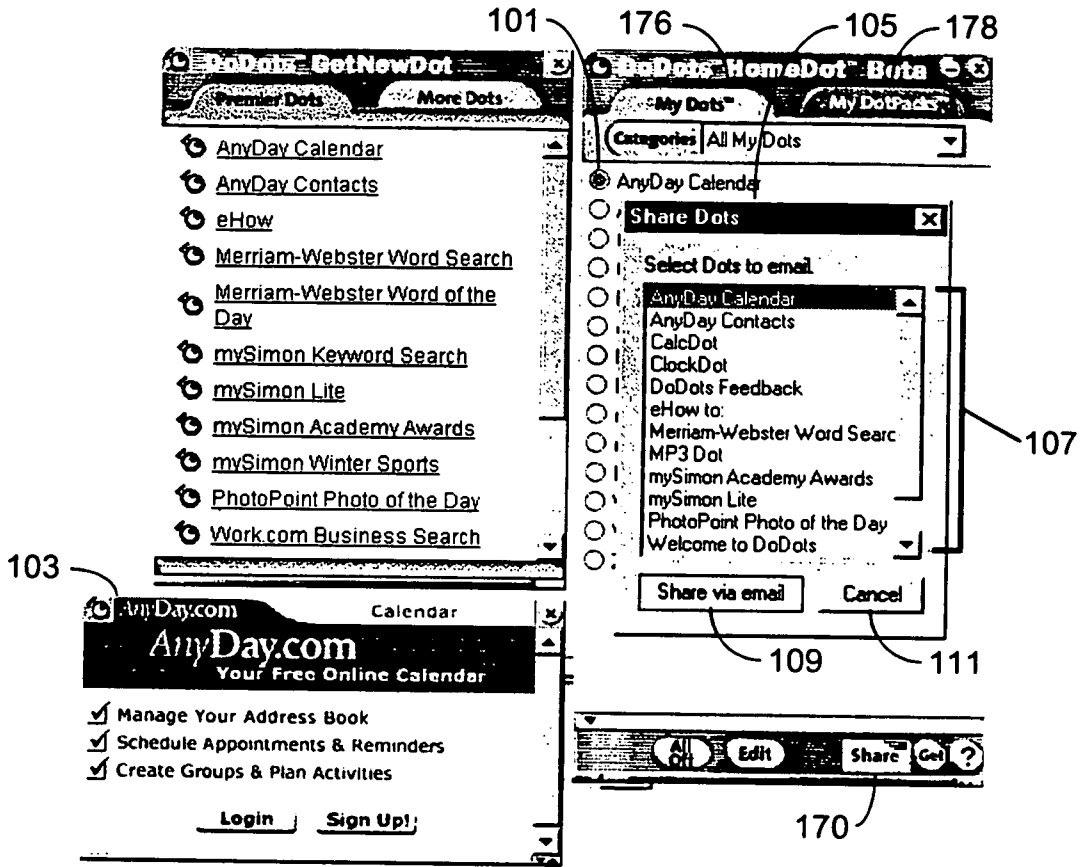 101
176
105
178
DoDots™ GetNewDot
Premier Dots
More Dots
AnyDay Calendar
AnyDay Contacts
eHow
Merriam-Webster Word Search
Merriam-Webster Word of the
Day
mySimon Keyword Search
mySimon Lite
mySimon Academy Awards
mySimon Winter Sports
PhotoPoint Photo of the Day
Work.com Business Search
DoDots™ HomeDot™ Beta
My Dots™
My DotPacks
Categories
All My Dots
AnyDay Calendar
Share Dots
Select Dots to email.
AnyDay Calendar
AnyDay Contacts
CalcDot
ClockDot
DoDots Feedback
eHow to:
Merriam-Webster Word Searc
MP3 Dot
mySimon Academy Awards
mySimon Lite
PhotoPoint Photo of the Day
Welcome to DoDots
107
Share via email
Cancel
109
111
103
AnyDay.com
Calendar
AnyDay.com
Your Free Online Calendar
Manage Your Address Book
Schedule Appointments & Reminders
Create Groups & Plan Activities
Login
Sign Up!
All Off
Edit
Share
Get
?
170